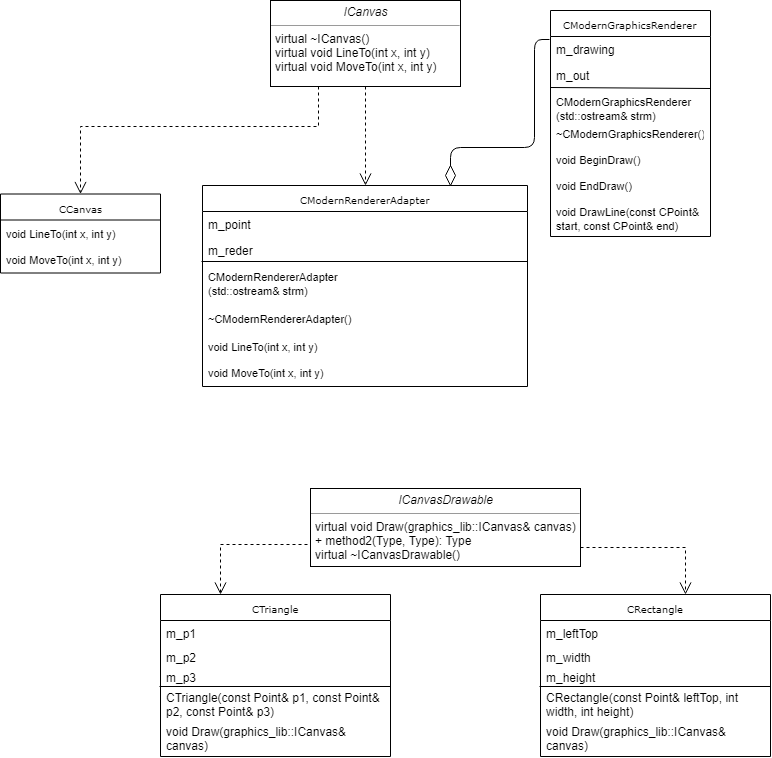 ICanvas
virtual ~ICanvas()
virtual void LineTo(int x, int y)
virtual void MoveTo(int x, int y)
CModernGraphicsRenderer
m_drawing
m_out
CModernGraphicsRenderer
(std::ostream& strm)
~CModernGraphicsRenderer()
void BeginDraw()
void EndDraw()
void DrawLine(const CPoint&
start, const CPoint& end)
CCanvas
void LineTo(int x, int y)
void MoveTo(int x, int y)
CModernRendererAdapter
m_point
m_reder
CModernRendererAdapter
(std::ostream& strm)
~CModernRendererAdapter()
void LineTo(int x, int y)
void MoveTo(int x, int y)
ICanvasDrawable
virtual void Draw(graphics_lib::ICanvas& canvas)
+ method2(Type, Type): Type
virtual ~ICanvasDrawable()
CTriangle
m_p1
m_p2
m_p3
CTriangle(const Point& p1, const Point&
p2, const Point& p3)
void Draw(graphics_lib::ICanvas&
canvas)
CRectangle
m_leftTop
m_width
m_height
CRectangle(const Point& leftTop, int
width, int height)
void Draw(graphics_lib::ICanvas&
canvas)